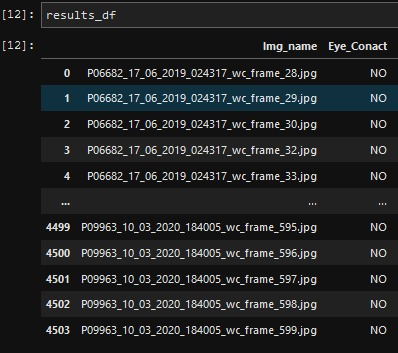 [12]: results_df
[12]: Img_name Eye_Conact
0 P06682_17_06_2019_024317_wc_frame_28.jpg NO
1 P06682_17_06_2019_024317_wc_frame_29.jpg NO
2 P06682_17_06_2019_024317_wc_frame_30.jpg NO
3 P06682_17_06_2019_024317_wc_frame_32.jpg NO
4 P06682_17_06_2019_024317_wc_frame_33.jpg NO
... ... ...
4499 P09963_10_03_2020_184005_wc_frame_595.jpg NO
4500 P09963_10_03_2020_184005_wc_frame_596.jpg NO
4501 P09963_10_03_2020_184005_wc_frame_597.jpg NO
4502 P09963_10_03_2020_184005_wc_frame_598.jpg NO
4503 P09963_10_03_2020_184005_wc_frame_599.jpg NO